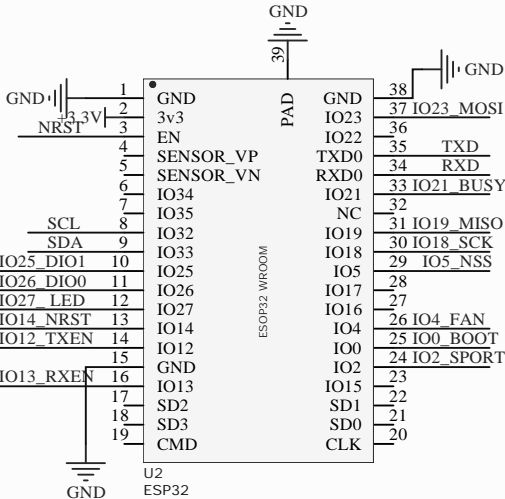 GND
39
PAD
GND 1 GND GND 38 GND
+3.3V 2 3v3 IO23 37 IO23_MOSI
NRST 3 EN IO22 36
4 SENSOR_VP TXD0 35 TXD
5 SENSOR_VN RXD0 34 RXD
6 IO34 IO21 33 IO21_BUSY
7 IO35 NC 32
SCL 8 IO32 IO19 31 IO19_MISO
SDA 9 IO33 IO18 30 IO18_SCK
IO25_DIO1 10 IO25 IO5 29 IO5_NSS
IO26_DIO0 11 IO26 IO17 28
IO27_LED 12 IO27 IO16 27
IO14_NRST 13 IO14 IO4 26 IO4_FAN
IO12_TXEN 14 IO12 IO0 25 IO0_BOOT
15 GND IO2 24 IO2_SPORT
IO13_RXEN 16 IO13 IO15 23
17 SD2 SD1 22
18 SD3 SD0 21
19 CMD CLK 20
ESOP32 WROOM
U2
ESP32
GND